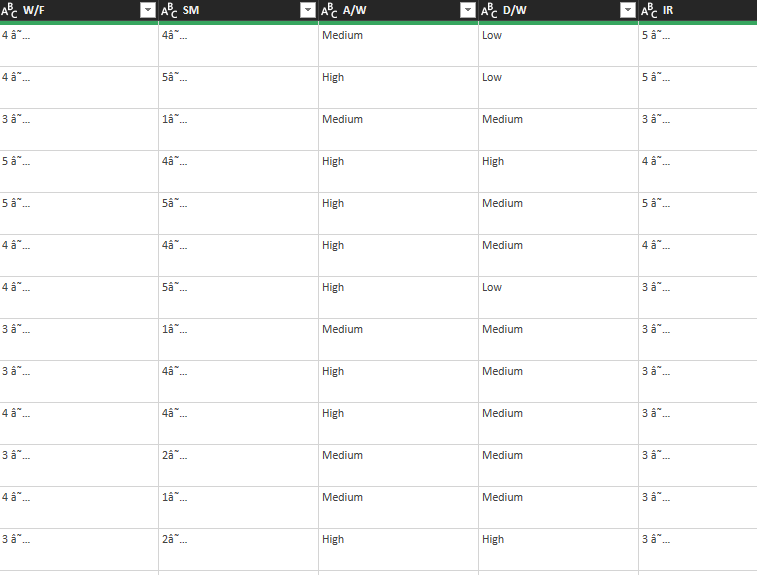 ABC W/F ABC SM ABC A/W ABC D/W ABC IR
4 â˜… 4â˜… Medium Low 5 â˜…
4 â˜… 5â˜… High Low 5 â˜…
3 â˜… 1â˜… Medium Medium 3 â˜…
5 â˜… 4â˜… High High 4 â˜…
5 â˜… 5â˜… High Medium 5 â˜…
4 â˜… 4â˜… High Medium 4 â˜…
4 â˜… 5â˜… High Low 3 â˜…
3 â˜… 1â˜… Medium Medium 3 â˜…
3 â˜… 4â˜… High Medium 3 â˜…
4 â˜… 4â˜… High Medium 3 â˜…
3 â˜… 2â˜… Medium Medium 3 â˜…
4 â˜… 1â˜… Medium Medium 3 â˜…
3 â˜… 2â˜… High High 3 â˜…